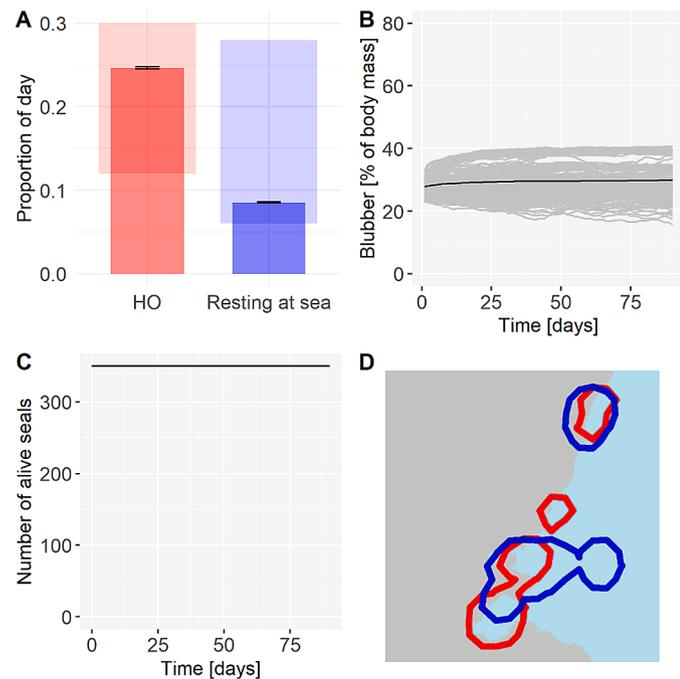 A
Proportion of day
0.3
0.2
0.1
0.0
HO
Resting at sea
B
Blubber [% of body mass]
80
60
40
20
0
0
25
50
75
Time [days]
C
Number of alive seals
300
200
100
0
0
25
50
75
Time [days]
D